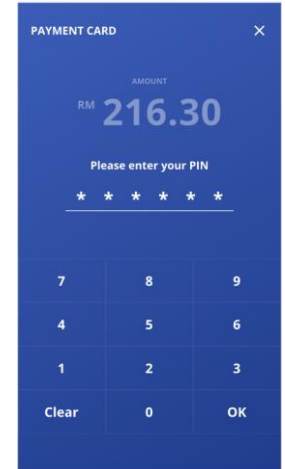 PAYMENT CARD ×
AMOUNT
RM 216.30
Please enter your PIN
* * * * * *
7 8 9
4 5 6
1 2 3
Clear 0 OK